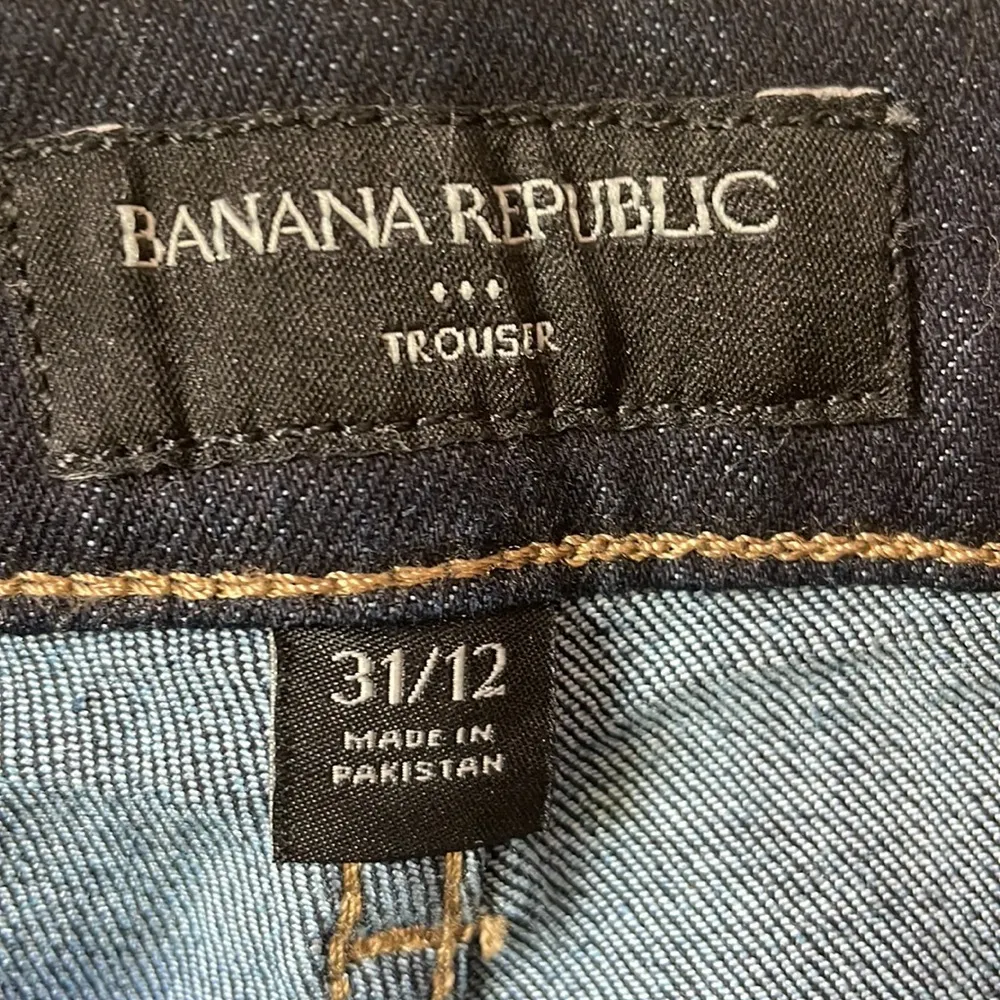 BANANA REPUBLIC
TROUSER
31/12
MADE IN
PAKISTAN